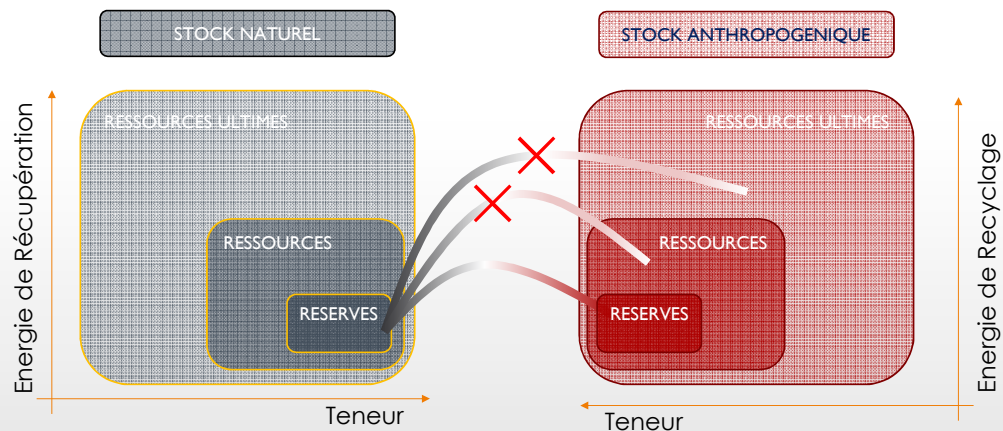 STOCK NATUREL
STOCK ANTHROPOGENIQUE
RESSOURCES ULTIMES
RESSOURCES ULTIMES
Energie de Récupération
Energie de Recyclage
RESSOURCES
RESSOURCES
RESERVES
RESERVES
Teneur
Teneur